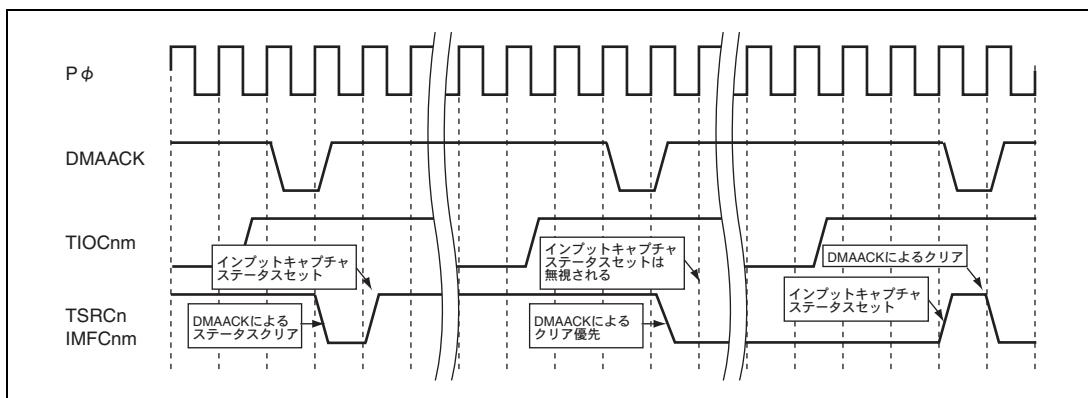 Pφ
DMAACK
TIOCnm
インプットキャプチャ
ステータスセット
インプットキャプチャ
ステータスセットは
無視される
DMAACKによるクリア
インプットキャプチャ
ステータスセット
TSRCn
IMFCnm
DMAACKによる
ステータスクリア
DMAACKによる
クリア優先